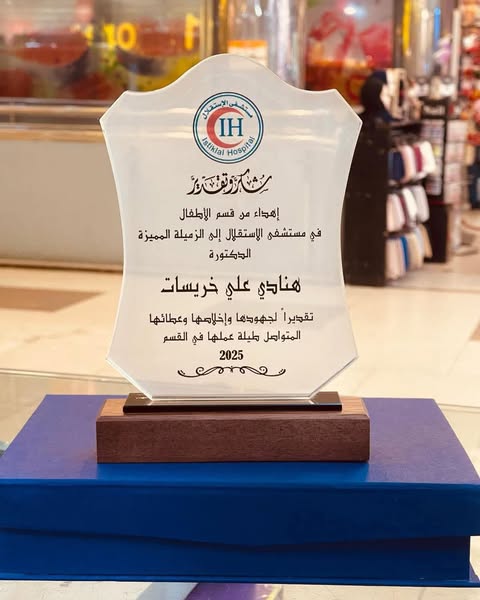 مستشفى الإستقلال
IH
Istiklal Hospital
شكر وتقدير
إهداء من قسم الأطفال
في مستشفى الاستقلال إلى الزميلة المميزة
الدكتورة
هنادي علي خريسات
تقديراً لجهودها وإخلاصها وعطائها
المتواصل طيلة عملها في القسم
2025